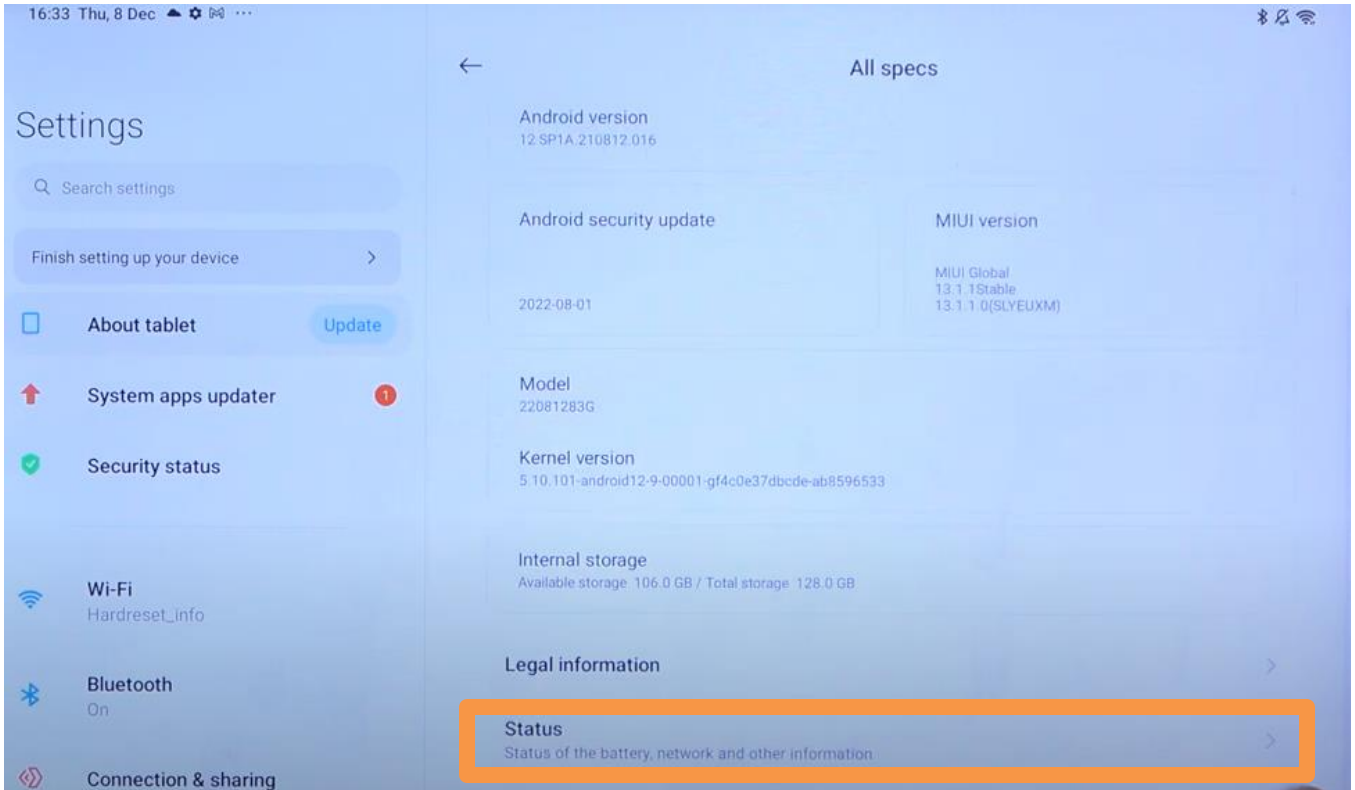 16:33 Thu, 8 Dec ...
Settings
Search settings
Finish setting up your device
About tablet
Update
System apps updater
1
Security status
Wi-Fi
Hardreset_info
Bluetooth
On
Connection & sharing
All specs
Android version
12 SP1A.210812.016
Android security update
2022-08-01
MIUI version
MIUI Global
13.1.1Stable
13.1.1.0(SLYEUXM)
Model
22081283G
Kernel version
5.10.101-android12-9-00001-gf4c0e37dbcde-ab8596533
Internal storage
Available storage 106.0 GB / Total storage 128.0 GB
Legal information
Status
Status of the battery, network and other information